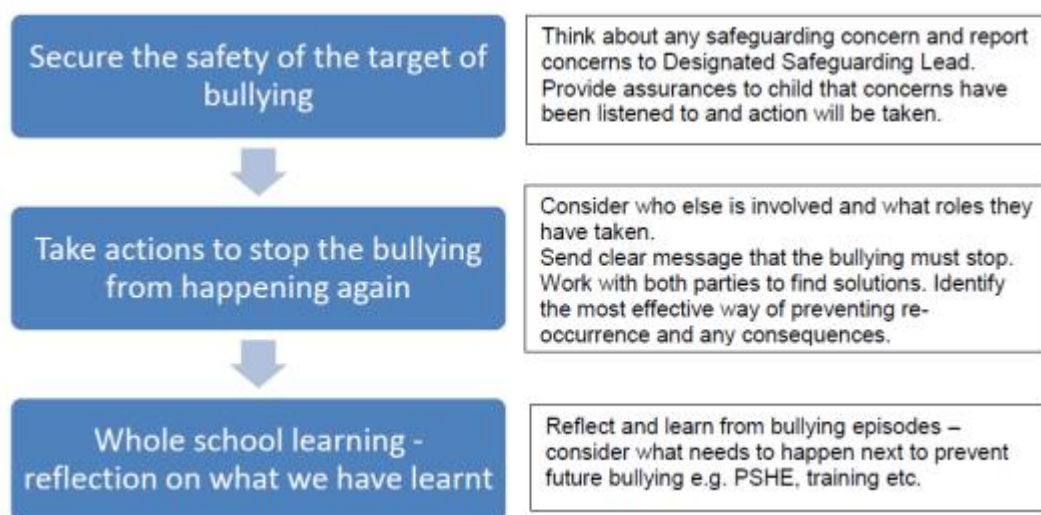 Secure the safety of the target of
bullying
Think about any safeguarding concern and report
concerns to Designated Safeguarding Lead.
Provide assurances to child that concerns have
been listened to and action will be taken.
Take actions to stop the bullying
from happening again
Consider who else is involved and what roles they
have taken.
Send clear message that the bullying must stop.
Work with both parties to find solutions. Identify
the most effective way of preventing re-
occurrence and any consequences.
Whole school learning -
reflection on what we have learnt
Reflect and learn from bullying episodes –
consider what needs to happen next to prevent
future bullying e.g. PSHE, training etc.